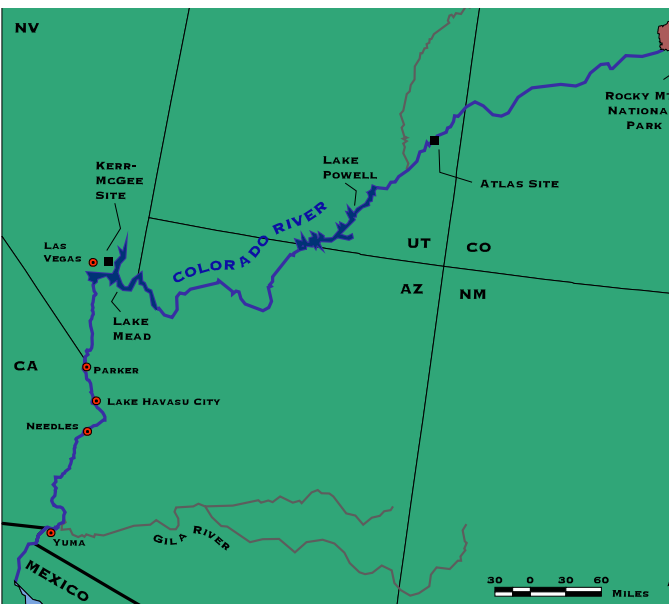 NV
ROCKY MT
NATIONA
PARK
LAKE
POWELL
KERR-
MCGEE
SITE
ATLAS SITE
COLORADO RIVER
UT
CO
LAS
VEGAS
AZ
NM
LAKE
MEAD
CA
PARKER
LAKE HAVASU CITY
NEEDLES
GILA RIVER
YUMA
MEXICO
30 0 30 60
MILES